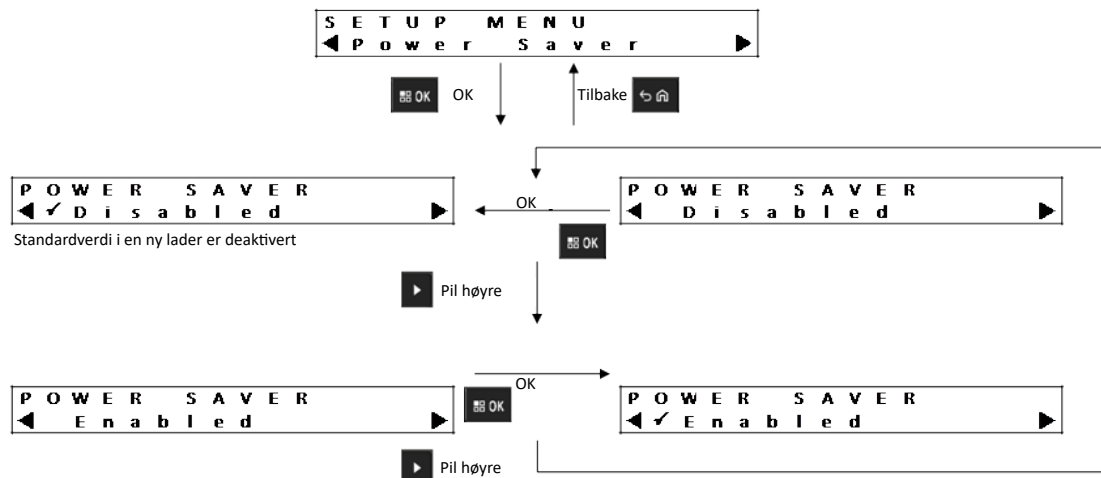 SETUP MENU
◀Power Saver ▶
OK OK Tilbake
POWER SAVER
◀✓Disabled ▶
Standardverdi i en ny lader er deaktivert
OK
OK
POWER SAVER
◀ Disabled ▶
Pil høyre
POWER SAVER
◀ Enabled ▶
OK
OK
POWER SAVER
◀✓Enabled ▶
Pil høyre